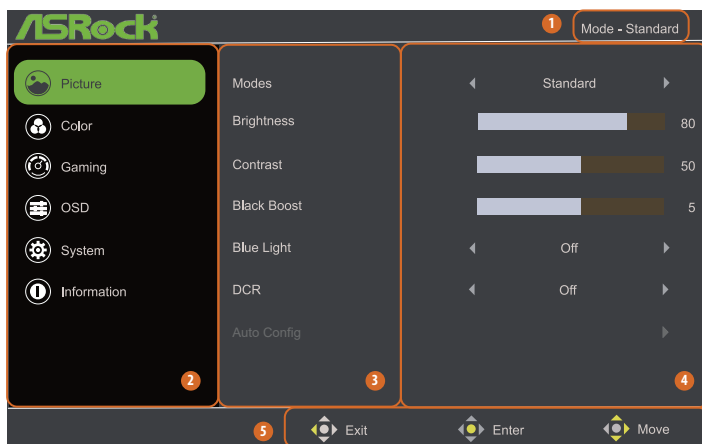 ASRock
1
Mode - Standard
Picture
Color
Gaming
OSD
System
Information
2
Modes
Brightness
Contrast
Black Boost
Blue Light
DCR
Auto Config
3
Standard
80
50
5
Off
Off
4
5
Exit
Enter
Move